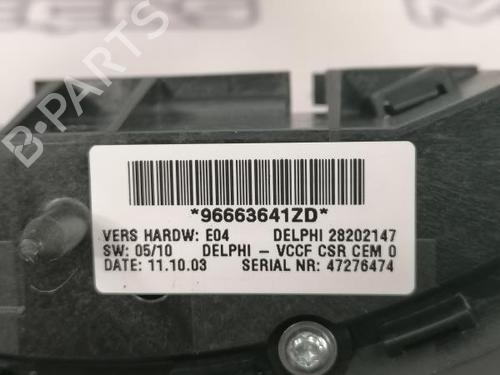 *96663641ZD*
VERS HARDW: E04 DELPHI 28202147
SW: 05/10 DELPHI - VCCF CSR CEM 0
DATE: 11.10.03 SERIAL NR: 47276474
B-PARTS